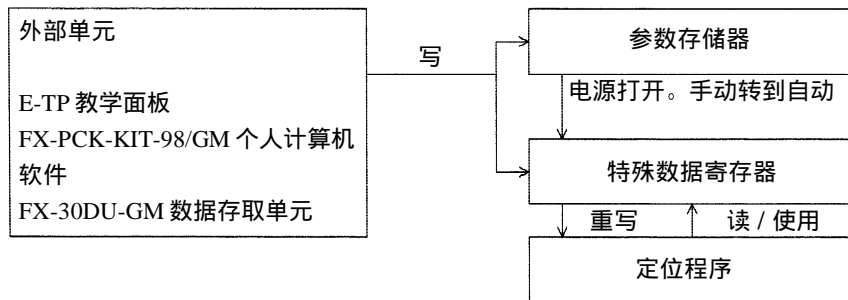 外部单元
E-TP 教学面板
FX-PCK-KIT-98/GM 个人计算机
软件
FX-30DU-GM 数据存取单元
写
参数存储器
电源打开。手动转到自动
特殊数据寄存器
重写
读 / 使用
定位程序